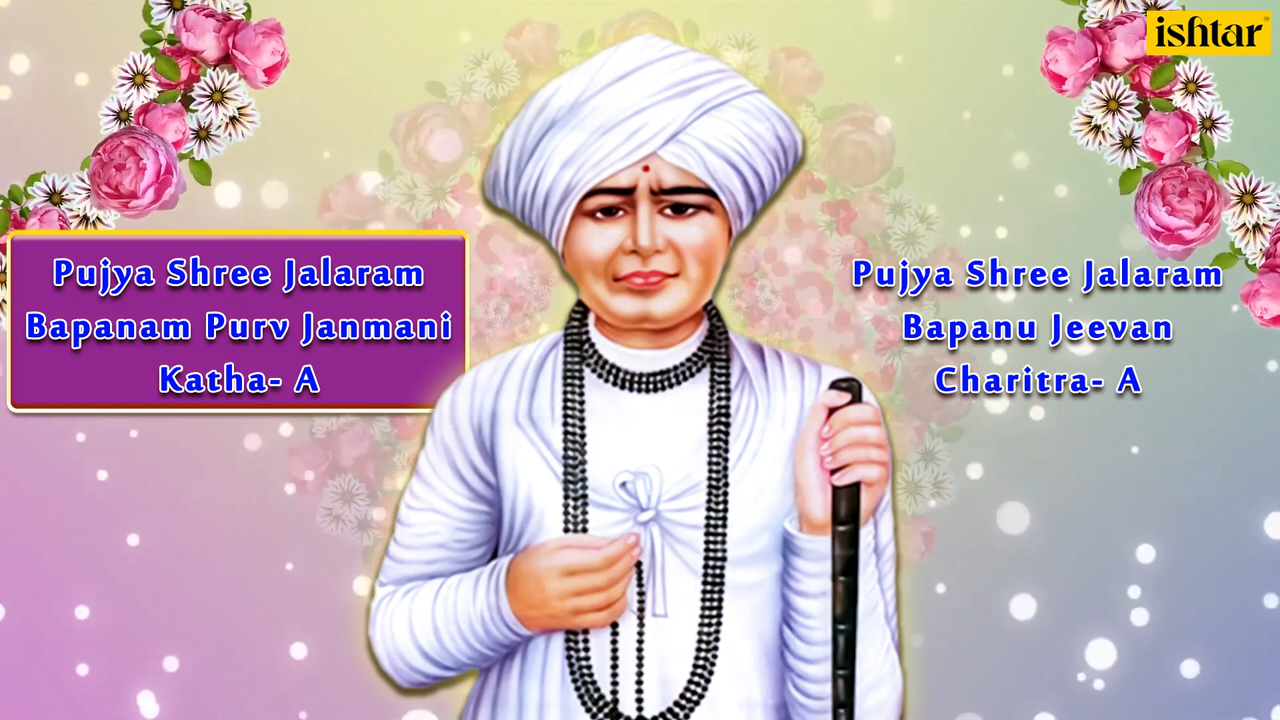 ishtar
Pujya Shree Jalaram
Bapanam Purv Janmani
Katha- A
Pujya Shree Jalaram
Bapanu Jeevan
Charitra- A